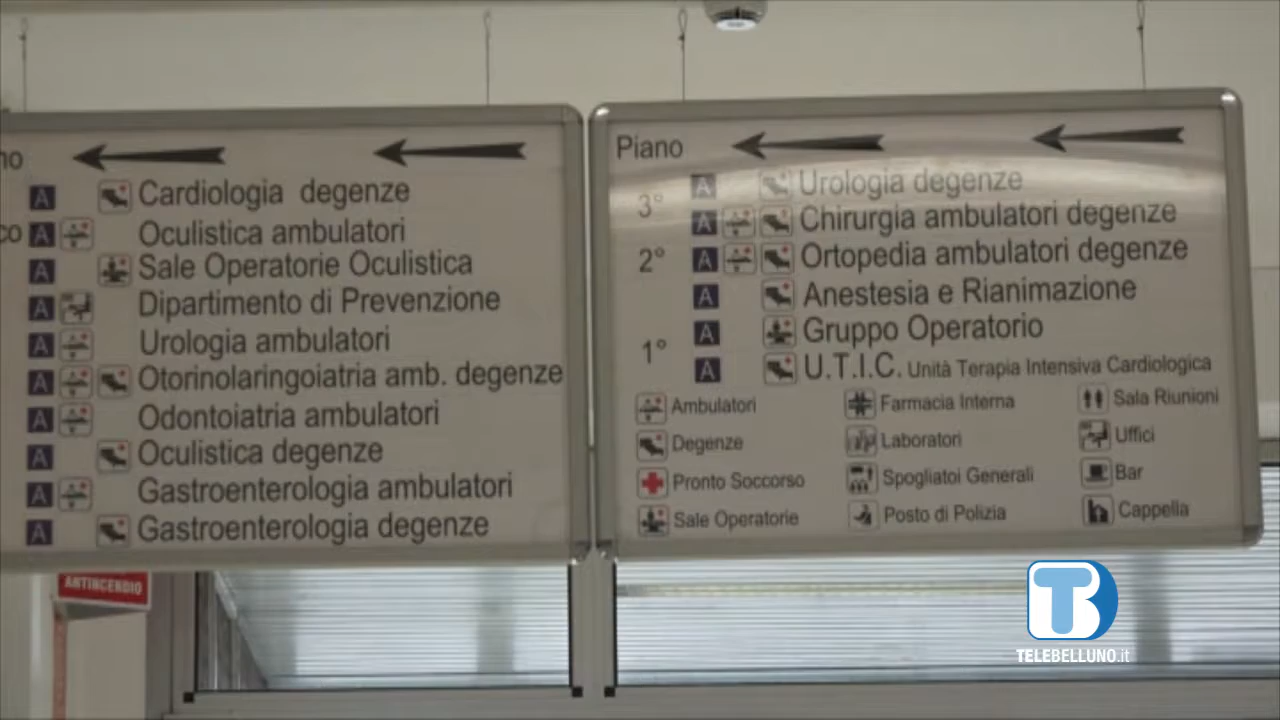 no
A Cardiologia degenze
co A Oculistica ambulatori
A Sale Operatorie Oculistica
A Dipartimento di Prevenzione
A Urologia ambulatori
A Otorinolaringoiatria amb. degenze
A Odontoiatria ambulatori
A Oculistica degenze
A Gastroenterologia ambulatori
A Gastroenterologia degenze
Piano
3° A Urologia degenze
A Chirurgia ambulatori degenze
2° A Ortopedia ambulatori degenze
A Anestesia e Rianimazione
1° A Gruppo Operatorio
A U.T.I.C. Unità Terapia Intensiva Cardiologica
Ambulatori Farmacia Interna Sala Riunioni
Degenze Laboratori Uffici
Pronto Soccorso Spogliatoi Generali Bar
Sale Operatorie Posto di Polizia Cappella
ANTINCENDIO
TB
TELEBELLUNO.it